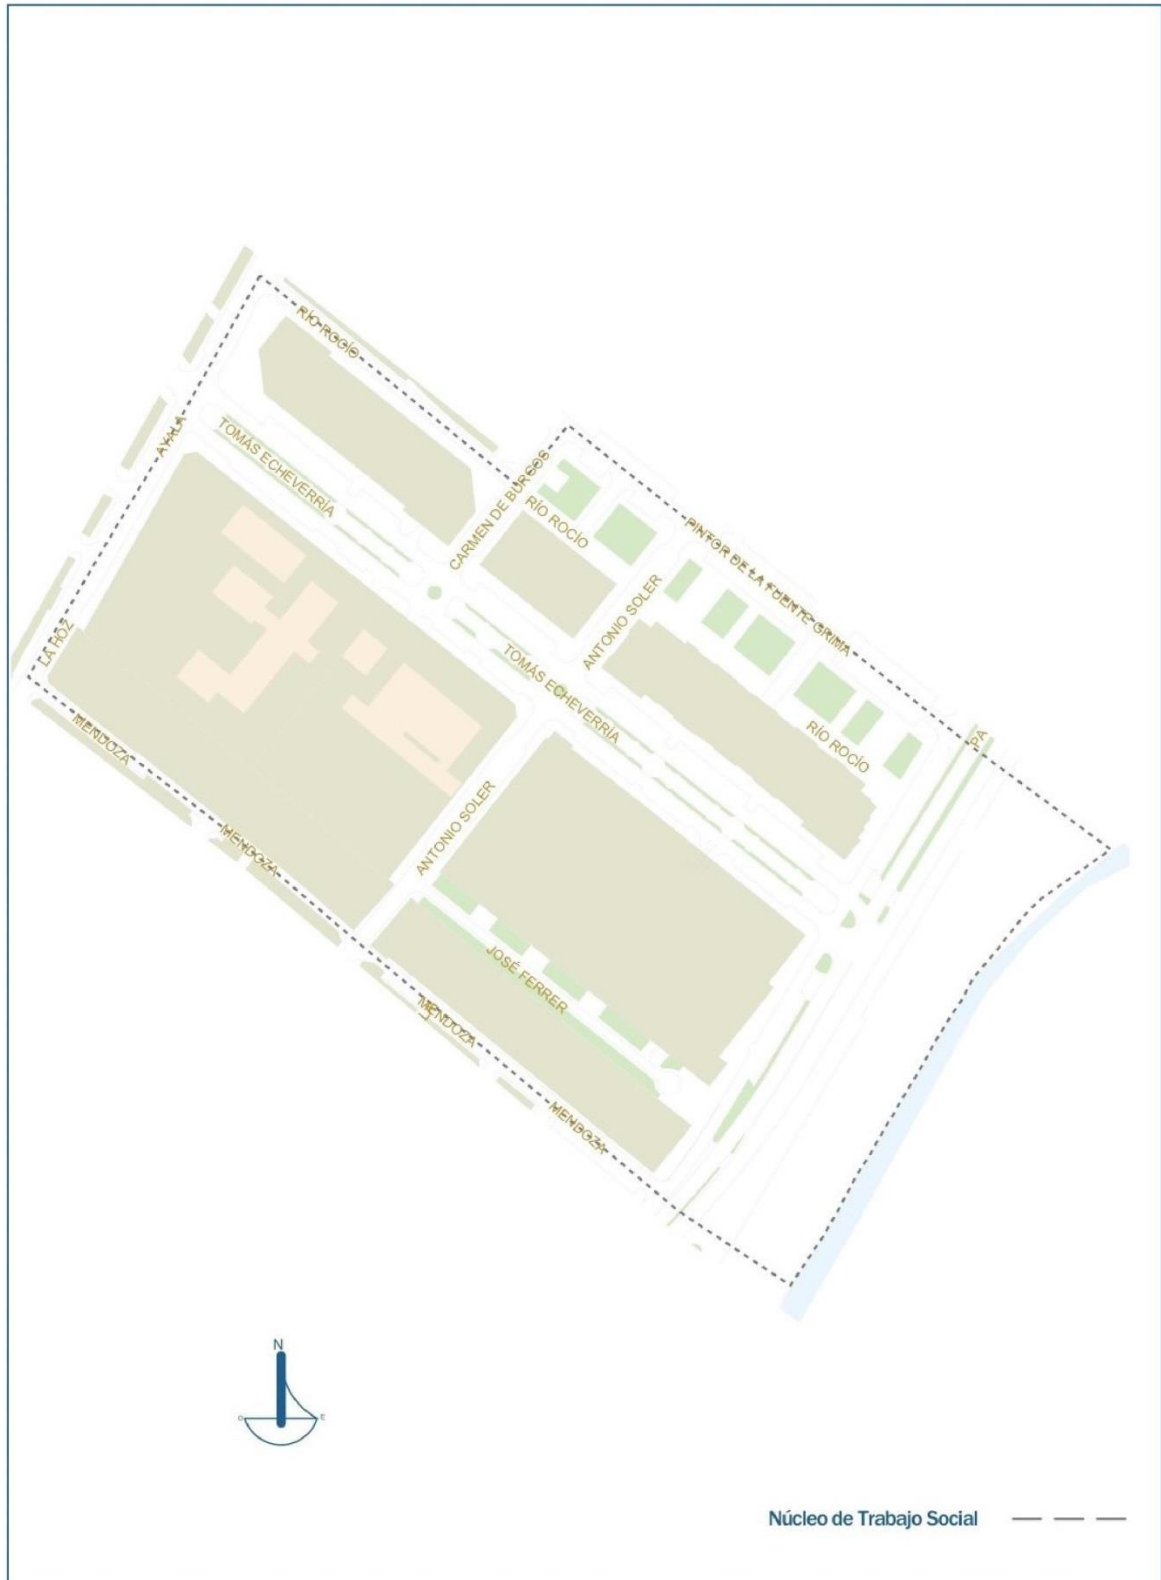 RÍO ROCÍO
AYALA
TOMÁS ECHEVERRÍA
CARMEN DE BURGOS
RÍO ROCÍO
PINTOR DE LA FUENTE GRIMA
ANTONIO SOLER
LA HOZ
TOMÁS ECHEVERRÍA
MENDOZA
RÍO ROCÍO
PA
ANTONIO SOLER
MENDOZA
JOSÉ FERRER
MENDOZA
MENDOZA
N
O
E
Núcleo de Trabajo Social